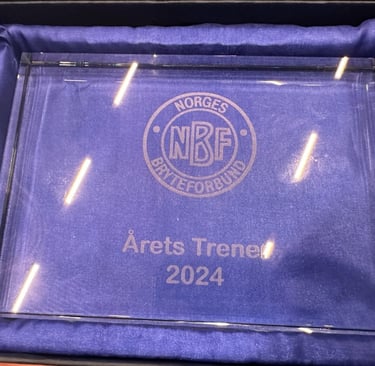 NORGES
NBF
BRYTEFORBUND
Årets Trener
2024